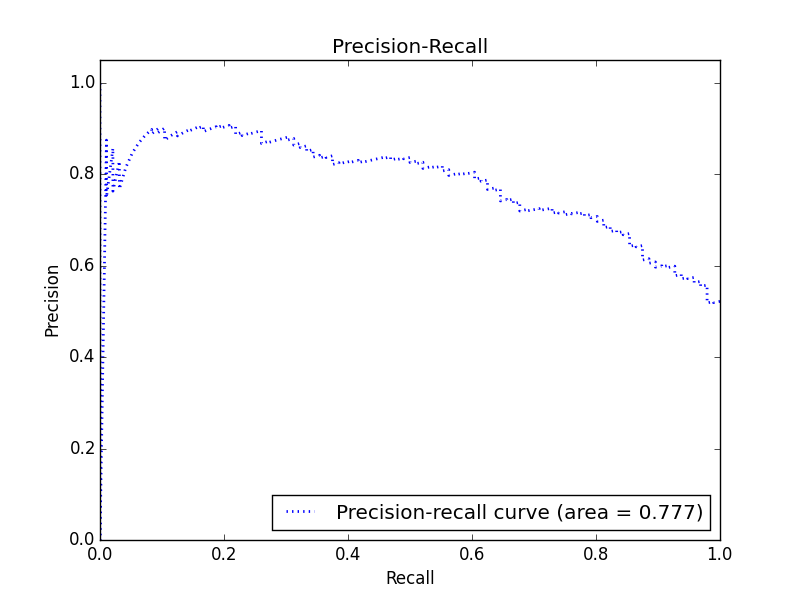 Precision-Recall
1.0
0.8
0.6
0.4
0.2
0.0
Precision
Precision-recall curve (area = 0.777)
0.0 0.2 0.4 0.6 0.8 1.0
Recall